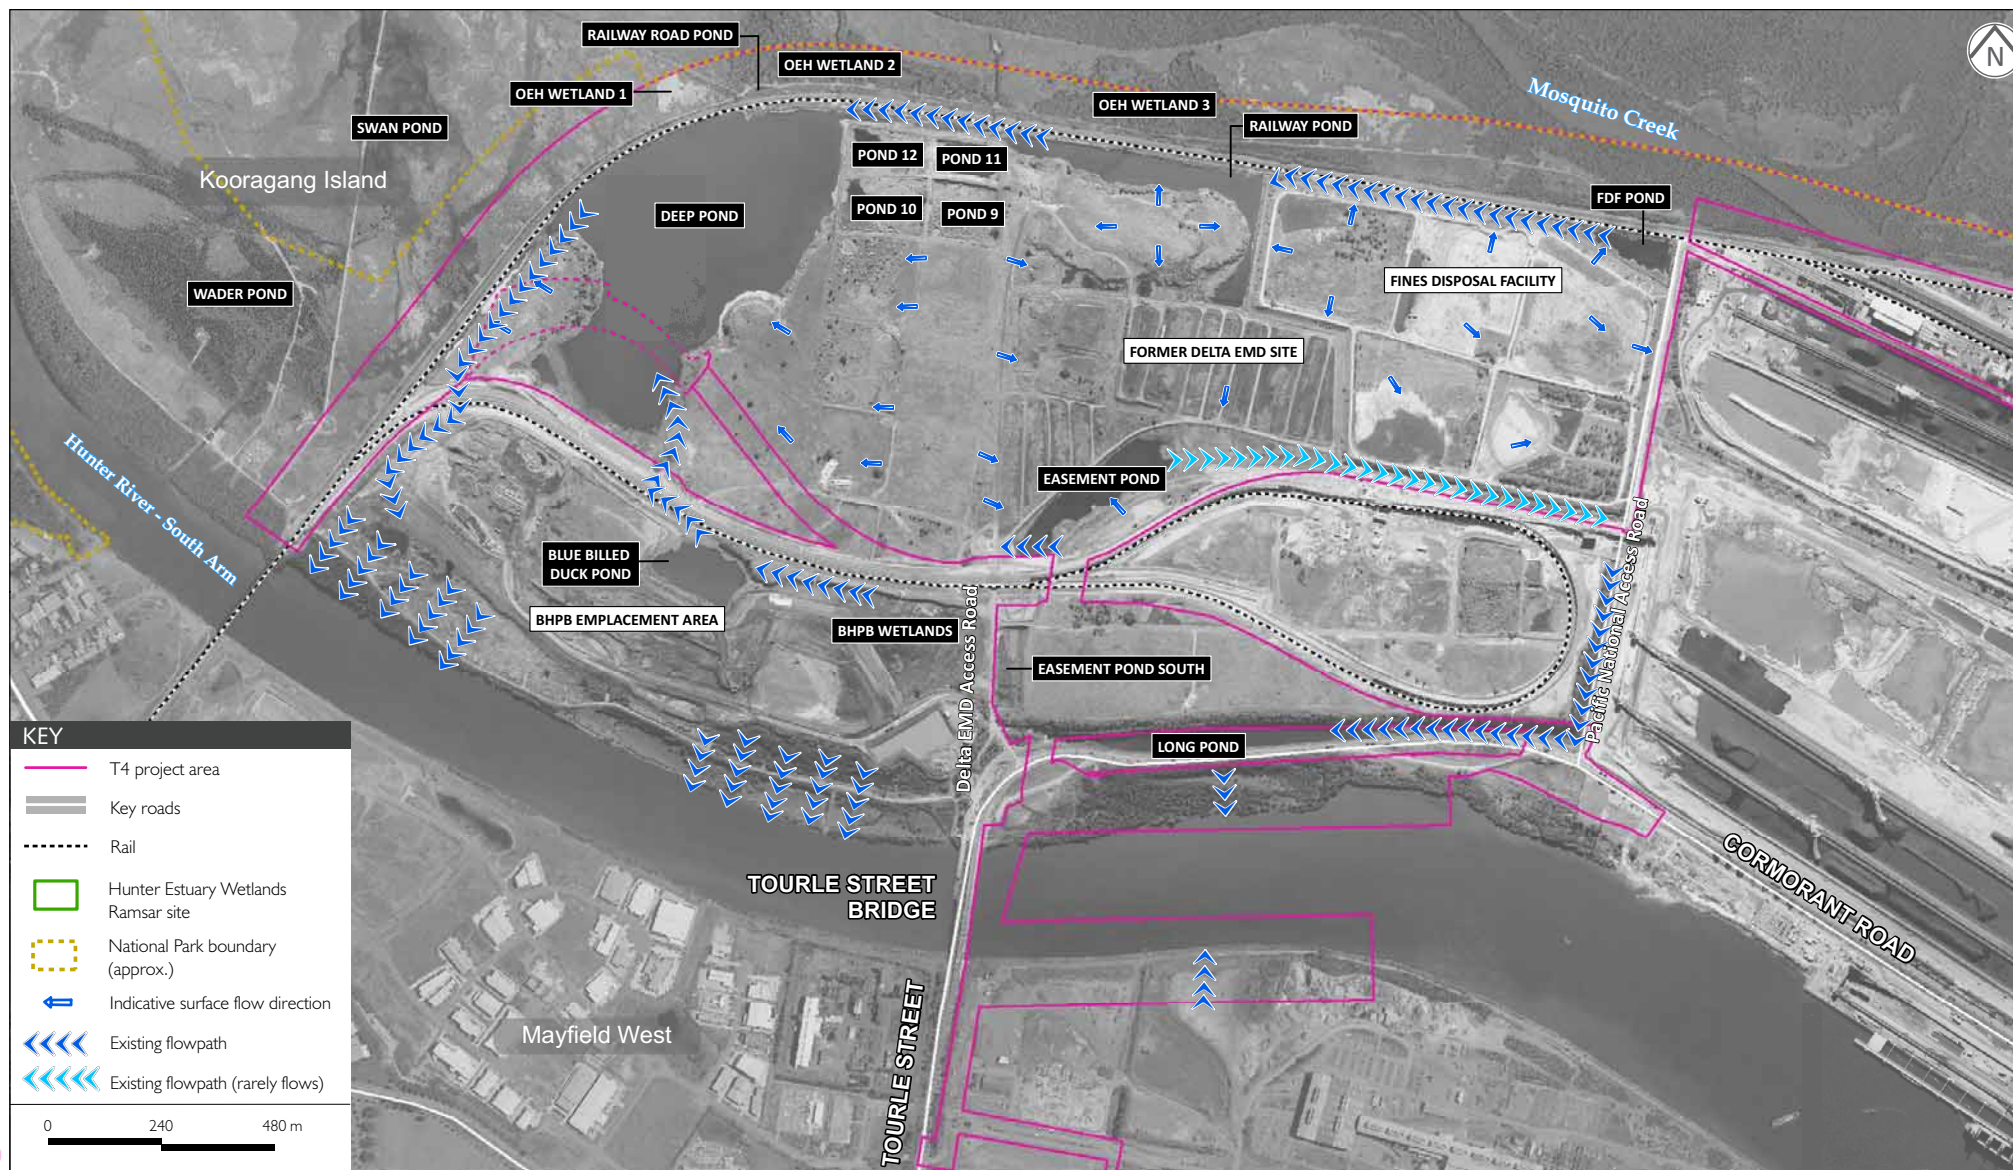 RAILWAY ROAD POND
OEH WETLAND 2
OEH WETLAND 1
OEH WETLAND 3
Mosquito Creek
N
SWAN POND
RAILWAY POND
POND 12
POND 11
Kooragang Island
FDF POND
DEEP POND
POND 10
POND 9
WADER POND
FINES DISPOSAL FACILITY
FORMER DELTA EMD SITE
Hunter River - South Arm
EASEMENT POND
BLUE BILLED
DUCK POND
BHPB EMPLACEMENT AREA
BHPB WETLANDS
Delta EMD Access Road
EASEMENT POND SOUTH
Pacific National Access Road
LONG POND
TOURLE STREET
BRIDGE
CORMORANT ROAD
TOURLE STREET
Mayfield West
KEY
T4 project area
Key roads
Rail
Hunter Estuary Wetlands
Ramsar site
National Park boundary
(approx.)
Indicative surface flow direction
Existing flowpath
Existing flowpath (rarely flows)
0 240 480 m